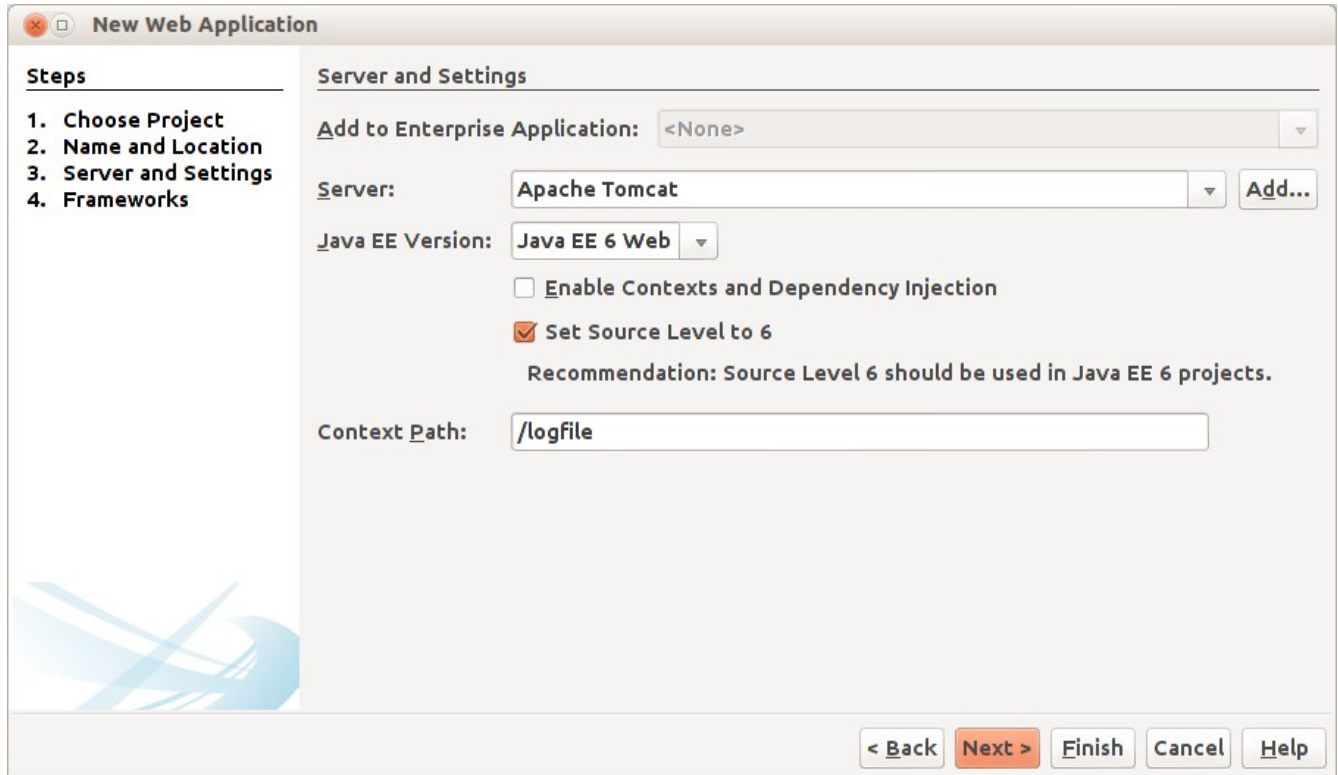 New Web Application
Steps
1. Choose Project
2. Name and Location
3. Server and Settings
4. Frameworks
Server and Settings
Add to Enterprise Application: <None>
Server: Apache Tomcat Add...
Java EE Version: Java EE 6 Web
Enable Contexts and Dependency Injection
Set Source Level to 6
Recommendation: Source Level 6 should be used in Java EE 6 projects.
Context Path: /logfile
< Back Next > Finish Cancel Help